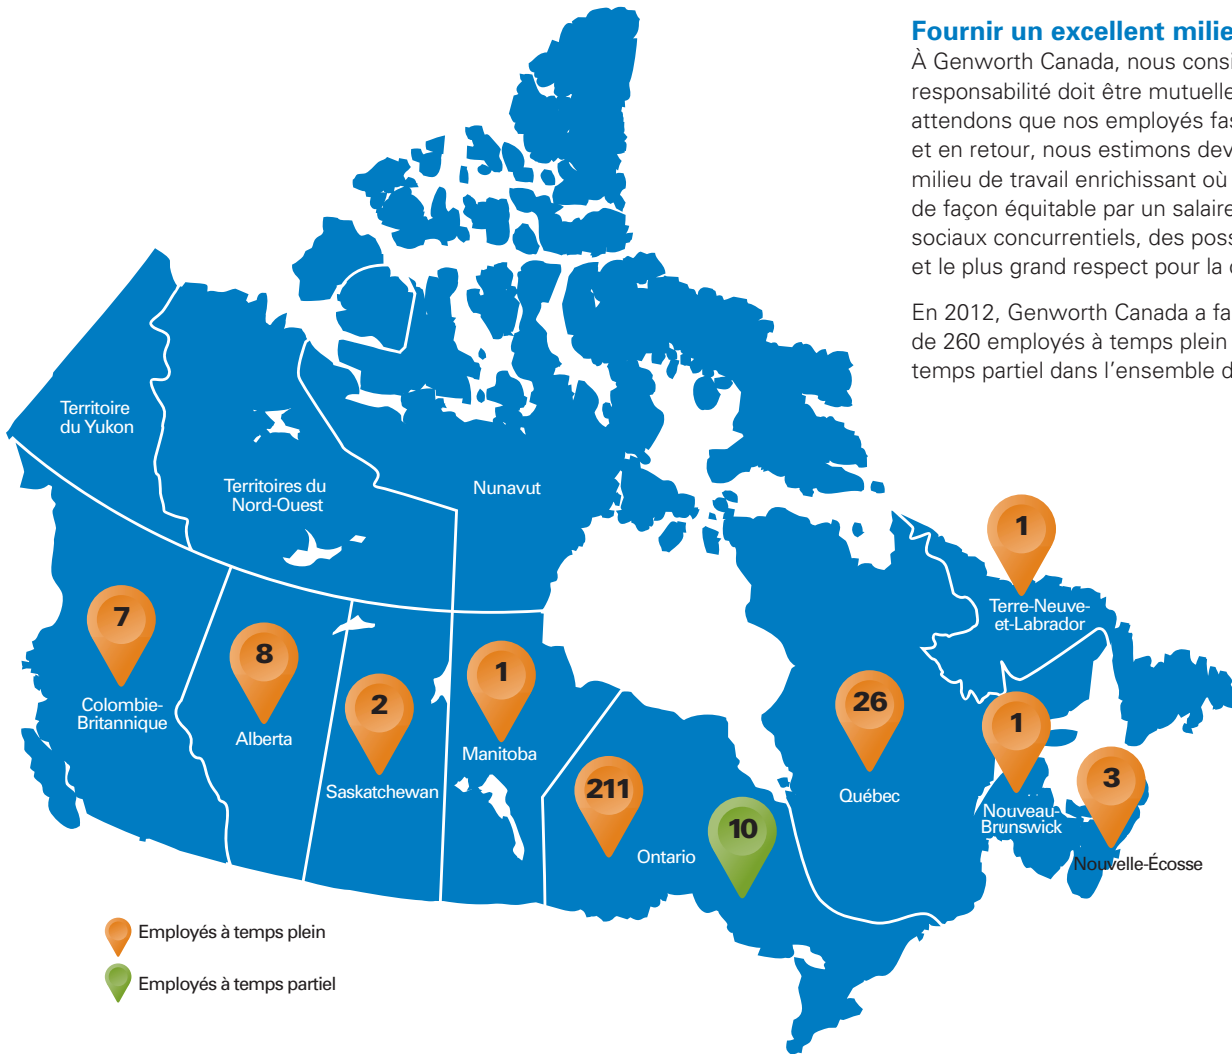 Fournir un excellent milie
À Genworth Canada, nous consi
responsabilité doit être mutuelle
attendons que nos employés fas
et en retour, nous estimons dev
milieu de travail enrichissant où
de façon équitable par un salaire
sociaux concurrentiels, des poss
et le plus grand respect pour la
En 2012, Genworth Canada a fa
de 260 employés à temps plein
temps partiel dans l’ensemble d
Territoire
du Yukon
Territoires du
Nord-Ouest
Nunavut
1
Terre-Neuve-
et-Labrador
7
Colombie-
Britannique
8
Alberta
2
Saskatchewan
1
Manitoba
211
10
Ontario
26
Québec
1
Nouveau-
Brunswick
3
Nouvelle-Écosse
Employés à temps plein
Employés à temps partiel